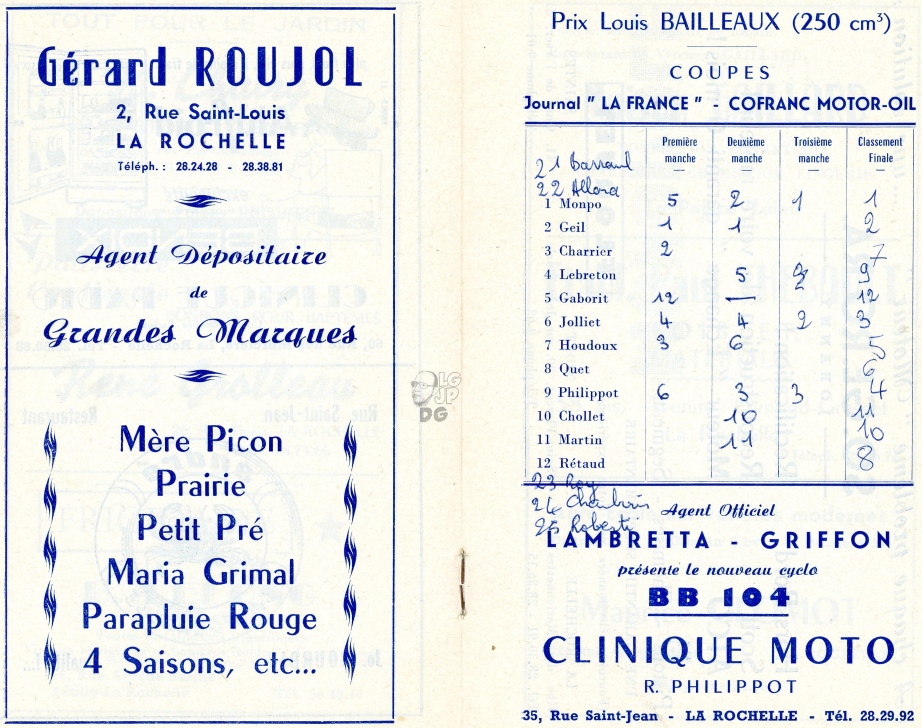 Gérard ROUJOL
2, Rue Saint-Louis
LA ROCHELLE
Téléph. : 28.24.28 - 28.38.81
Agent Dépositaire
de
Grandes Marques
Mère Picon
Prairie
Petit Pré
Maria Grimal
Parapluie Rouge
4 Saisons, etc...
LG
JP
DG
Prix Louis BAILLEAUX (250 cm³)
COUPES
Journal " LA FRANCE " - COFRANC MOTOR-OIL
Première manche Deuxième manche Troisième manche Classement Finale
21 Barraul
22 Allard
1 Monpo 5 2 1 1
2 Geil 1 1 2
3 Charrier 2 7
4 Lebreton 5 2 9
5 Gaborit 12 — 12
6 Jolliet 4 4 2 3
7 Houdoux 3 6 5
8 Quet 6
9 Philippot 6 3 3 4
10 Chollet 10 11
11 Martin 11 10
12 Rétaud 8
23 Roy
24
25 Robesti
Agent Officiel
LAMBRETTA - GRIFFON
présente le nouveau cyclo
BB 104
CLINIQUE MOTO
R. PHILIPPOT
35, Rue Saint-Jean - LA ROCHELLE - Tél. 28.29.92